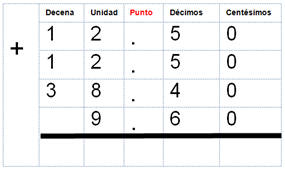 Decena Unidad Punto Décimos Centésimos
+ 1 2 . 5 0
1 2 . 5 0
3 8 . 4 0
9 . 6 0